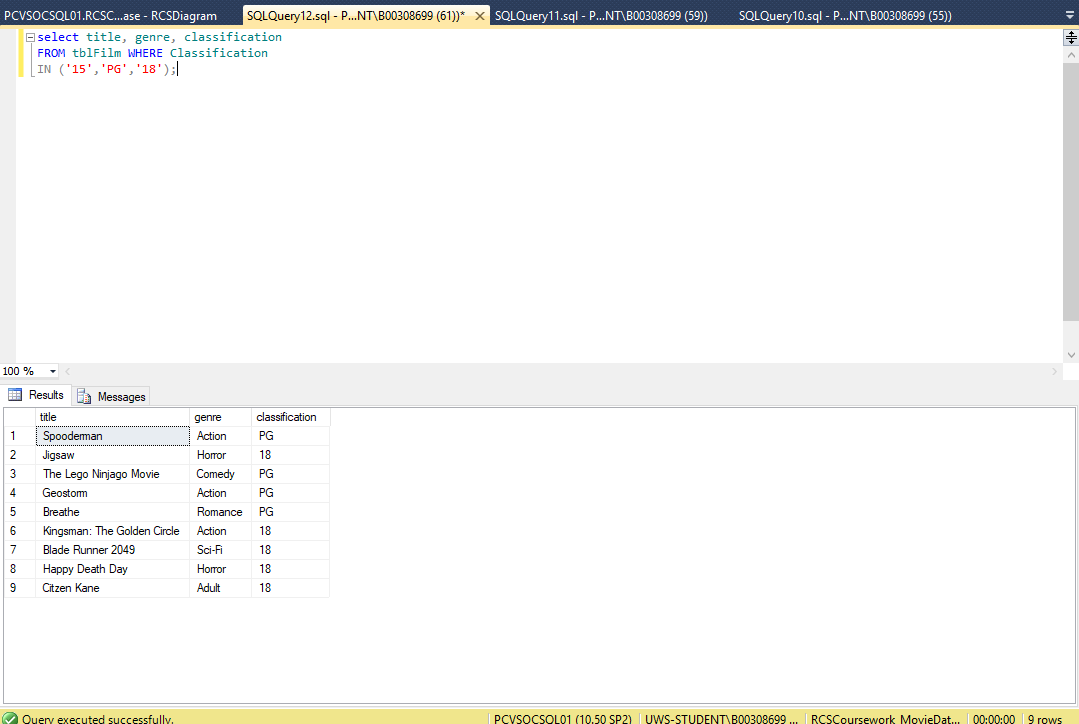 PCVSOCSQL01.RCSC...ase - RCSDiagram SQLQuery12.sql - P...NT\B00308699 (61))* SQLQuery11.sql - P...NT\B00308699 (59)) SQLQuery10.sql - P...NT\B00308699 (55))
select title, genre, classification
FROM tblFilm WHERE Classification
IN ('15','PG','18');
100 %
Results Messages
title genre classification
1 Spooderman Action PG
2 Jigsaw Horror 18
3 The Lego Ninjago Movie Comedy PG
4 Geostorm Action PG
5 Breathe Romance PG
6 Kingsman: The Golden Circle Action 18
7 Blade Runner 2049 Sci-Fi 18
8 Happy Death Day Horror 18
9 Citzen Kane Adult 18
Query executed successfully. PCVSOCSQL01 (10.50 SP2) UWS-STUDENT\B00308699 ... RCSCoursework_MovieDat... 00:00:00 9 rows